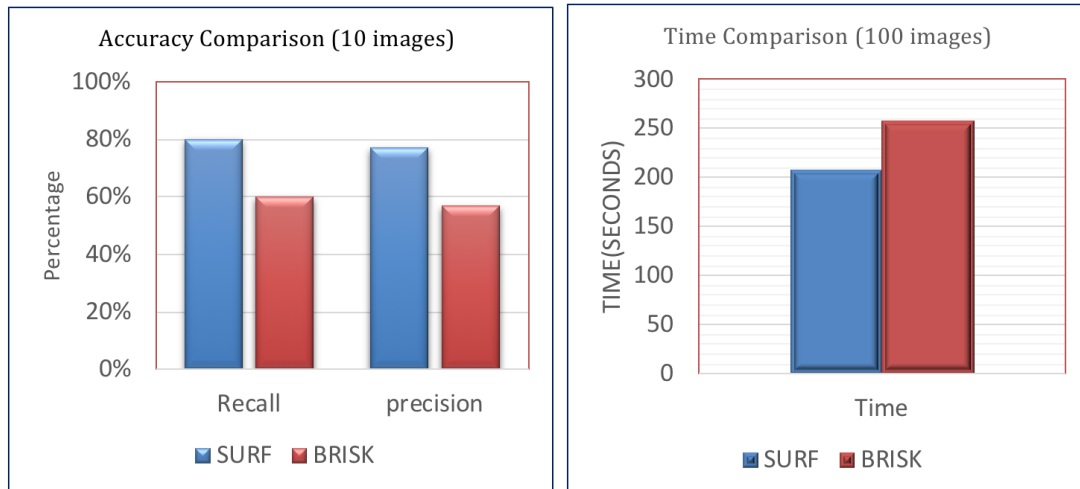 Accuracy Comparison (10 images)
100%
80%
60%
40%
20%
0%
Percentage
Recall precision
SURF BRISK
Time Comparison (100 images)
300
250
200
150
100
50
0
TIME(SECONDS)
Time
SURF BRISK